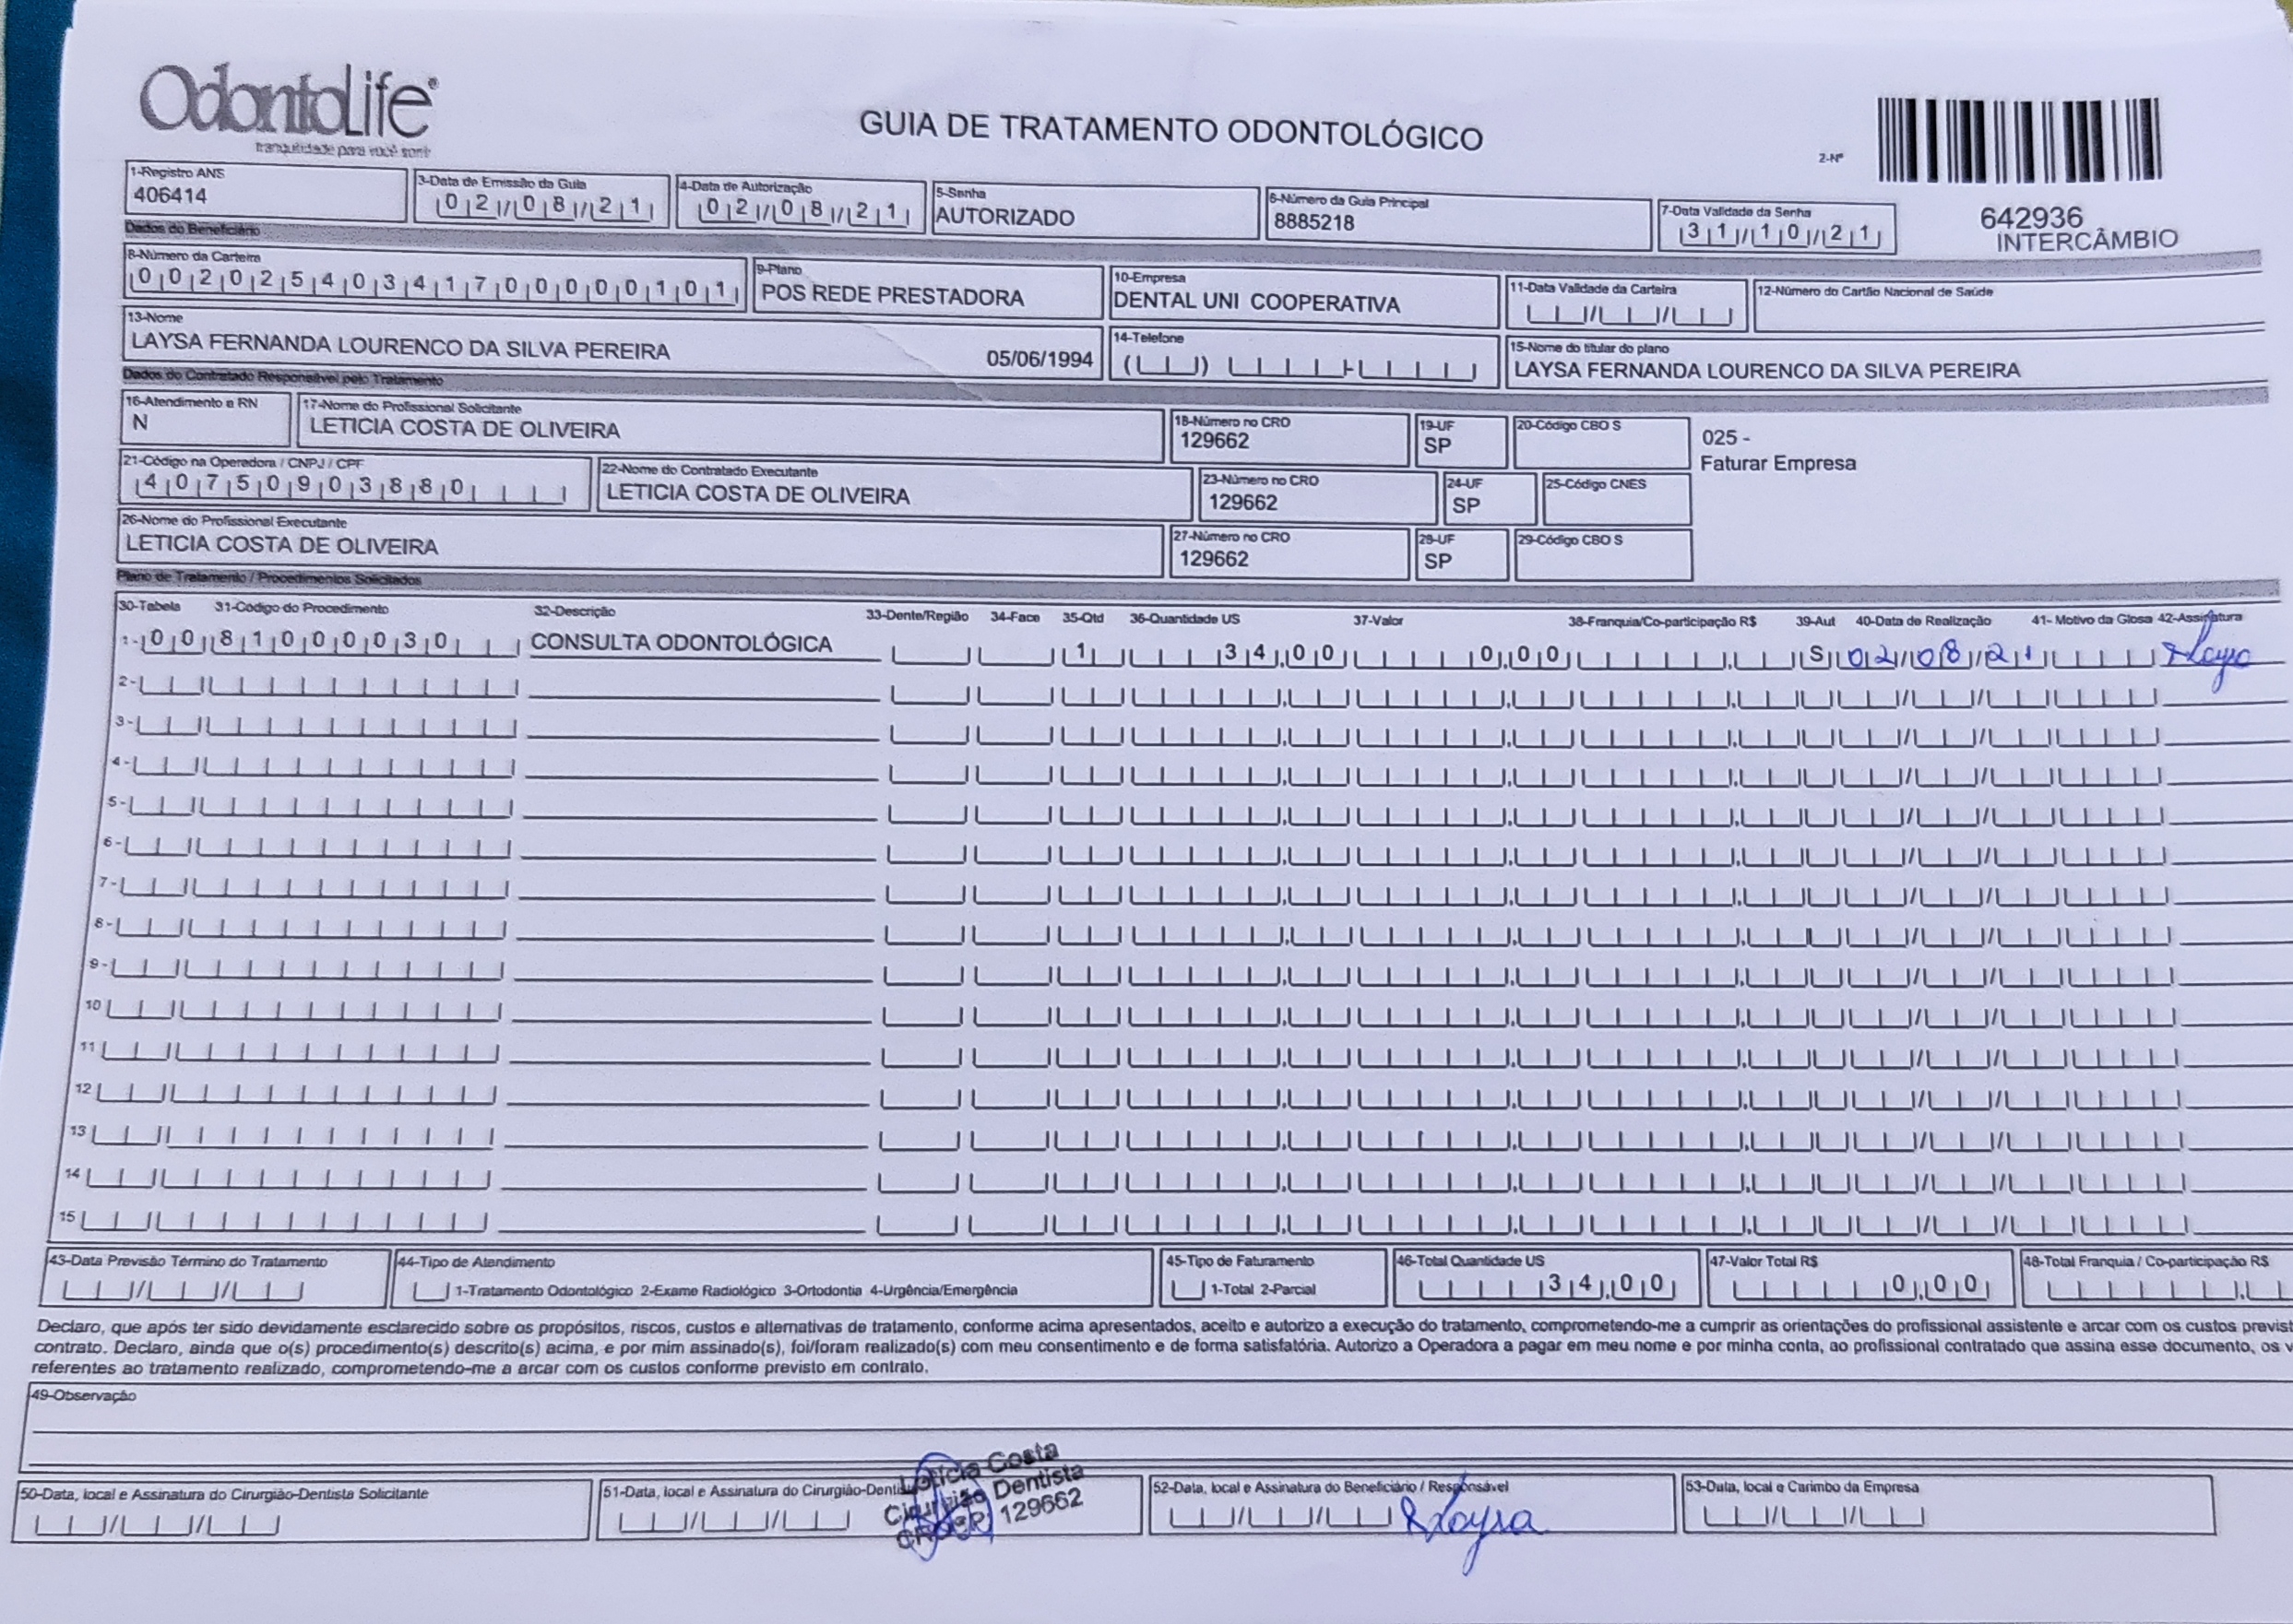 OdontoLife®
tranquilidade para você sorrir
GUIA DE TRATAMENTO ODONTOLÓGICO
2-Nº
642936
INTERCÂMBIO
1-Registro ANS
406414
3-Data de Emissão da Guia
02/08/21
4-Data de Autorização
02/08/21
5-Senha
AUTORIZADO
6-Número da Guia Principal
8885218
7-Data Validade da Senha
31/10/21
Dados do Beneficiário
8-Número da Carteira
00202540341700000101
9-Plano
POS REDE PRESTADORA
10-Empresa
DENTAL UNI COOPERATIVA
11-Data Validade da Carteira
12-Número do Cartão Nacional de Saúde
13-Nome
LAYSA FERNANDA LOURENCO DA SILVA PEREIRA 05/06/1994
14-Telefone
15-Nome do titular do plano
LAYSA FERNANDA LOURENCO DA SILVA PEREIRA
Dados do Contratado Responsável pelo Tratamento
16-Atendimento a RN
N
17-Nome do Profissional Solicitante
LETICIA COSTA DE OLIVEIRA
18-Número no CRO
129662
19-UF
SP
20-Código CBO S
025 -
Faturar Empresa
21-Código na Operadora / CNPJ / CPF
40750903880
22-Nome do Contratado Executante
LETICIA COSTA DE OLIVEIRA
23-Número no CRO
129662
24-UF
SP
25-Código CNES
26-Nome do Profissional Executante
LETICIA COSTA DE OLIVEIRA
27-Número no CRO
129662
28-UF
SP
29-Código CBO S
Plano de Tratamento / Procedimentos Solicitados
30-Tabela 31-Código do Procedimento 32-Descrição 33-Dente/Região 34-Face 35-Qtd 36-Quantidade US 37-Valor 38-Franquia/Co-participação R$ 39-Aut 40-Data de Realização 41- Motivo da Glosa 42-Assinatura
1- 00 81000030 CONSULTA ODONTOLÓGICA 1 34,00 0,00 S 02/08/21 Laysa
2-
3-
4-
5-
6-
7-
8-
9-
10
11
12
13
14
15
43-Data Previsão Término do Tratamento
44-Tipo de Atendimento
1-Tratamento Odontológico 2-Exame Radiológico 3-Ortodontia 4-Urgência/Emergência
45-Tipo de Faturamento
1-Total 2-Parcial
46-Total Quantidade US
34,00
47-Valor Total R$
0,00
48-Total Franquia / Co-participação R$
Declaro, que após ter sido devidamente esclarecido sobre os propósitos, riscos, custos e alternativas de tratamento, conforme acima apresentados, aceito e autorizo a execução do tratamento, comprometendo-me a cumprir as orientações do profissional assistente e arcar com os custos previst
contrato. Declaro, ainda que o(s) procedimento(s) descrito(s) acima, e por mim assinado(s), foi/foram realizado(s) com meu consentimento e de forma satisfatória. Autorizo a Operadora a pagar em meu nome e por minha conta, ao profissional contratado que assina esse documento, os v
referentes ao tratamento realizado, comprometendo-me a arcar com os custos conforme previsto em contrato.
49-Observação
50-Data, local e Assinatura do Cirurgião-Dentista Solicitante
51-Data, local e Assinatura do Cirurgião-Denti
Letícia Costa
Cirurgião Dentista
CROSP 129662
52-Data, local e Assinatura do Beneficiário / Responsável
Laysa
53-Data, local e Carimbo da Empresa